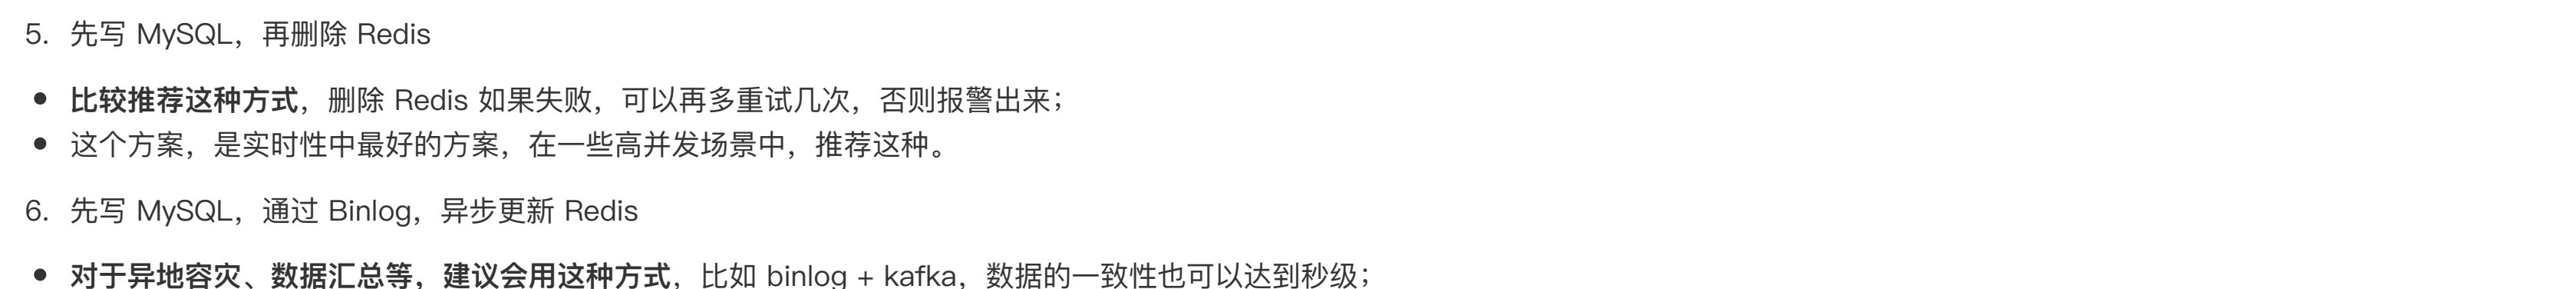 5. 先写 MySQL，再删除 Redis
● 比较推荐这种方式，删除 Redis 如果失败，可以再多重试几次，否则报警出来；
● 这个方案，是实时性中最好的方案，在一些高并发场景中，推荐这种。
6. 先写 MySQL，通过 Binlog，异步更新 Redis
● 对于异地容灾、数据汇总等，建议会用这种方式，比如 binlog + kafka，数据的一致性也可以达到秒级；